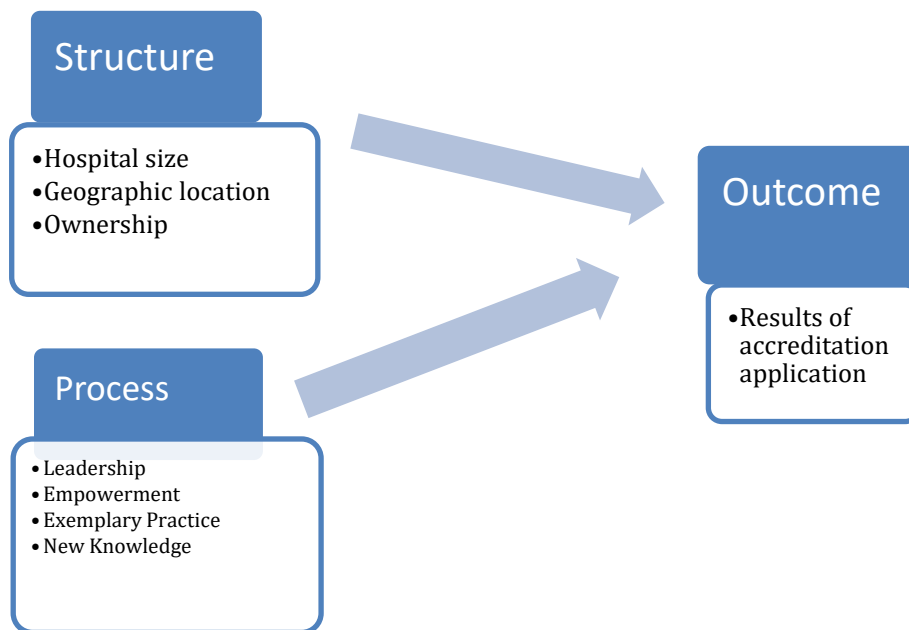 Structure
•Hospital size
•Geographic location
•Ownership
Process
•Leadership
•Empowerment
•Exemplary Practice
•New Knowledge
Outcome
•Results of
accreditation
application